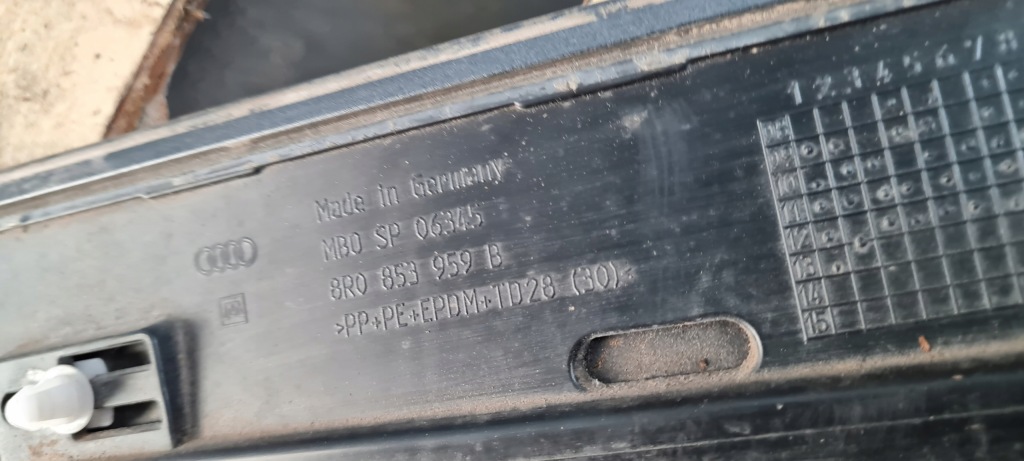 Made in Germany
MBO SP 06345
8R0 853 959 B
>PP+PE+EPDM+TD28 (30)<
1 2 3 4 5 6 7 8
10
11
12
13
14
15